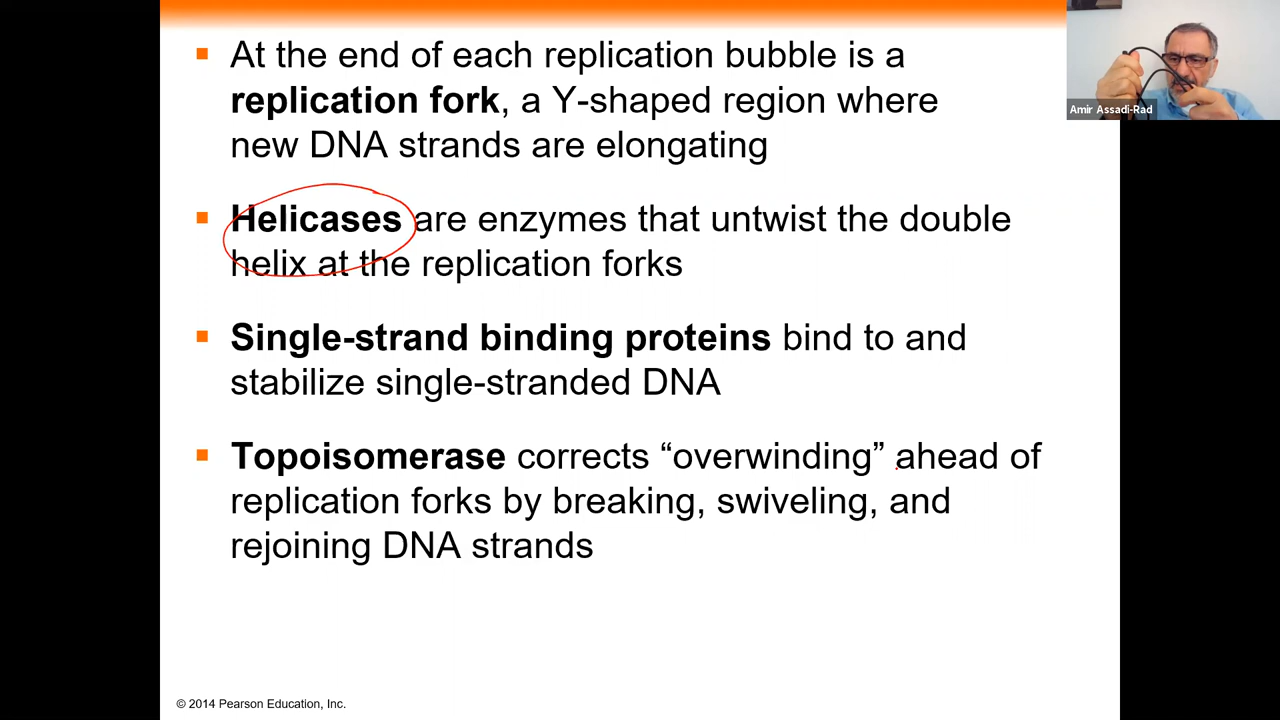 At the end of each replication bubble is a
replication fork, a Y-shaped region where
new DNA strands are elongating
Helicases are enzymes that untwist the double
helix at the replication forks
Single-strand binding proteins bind to and
stabilize single-stranded DNA
Topoisomerase corrects “overwinding” ahead of
replication forks by breaking, swiveling, and
rejoining DNA strands
© 2014 Pearson Education, Inc.
Amir Assadi-Rad